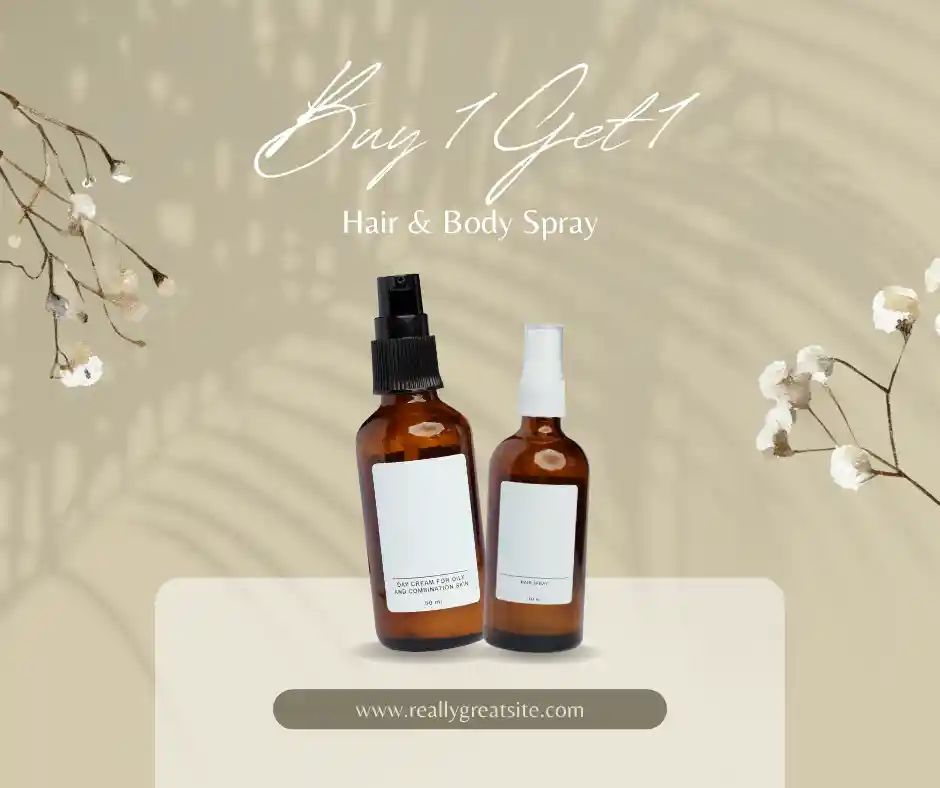 Buy 1 Get 1
Hair & Body Spray
DAY CREAM FOR OILY
AND COMBINATION SKIN
50 ml
HAIR SPRAY
www.reallygreatsite.com